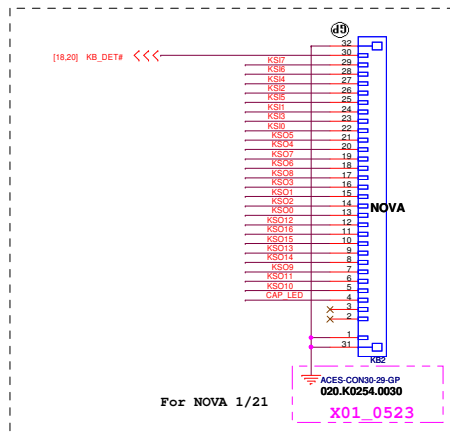 GP
32
[18,20] KB_DET# 30
KSI7 29
KSI6 28
KSI4 27
KSI2 26
KSI5 25
KSI1 24
KSI3 23
KSI0 22
KSO5 21
KSO4 20
KSO7 19
KSO6 18
KSO8 17
KSO3 16
KSO1 15
KSO2 14
NOVA
KSO0 13
KSO12 12
KSO16 11
KSO15 10
KSO13 9
KSO14 8
KSO9 7
KSO11 6
KSO10 5
CAP_LED 4
3
2
1
31
KB2
ACES-CON30-29-GP
020.K0254.0030
For NOVA 1/21
X01_0523